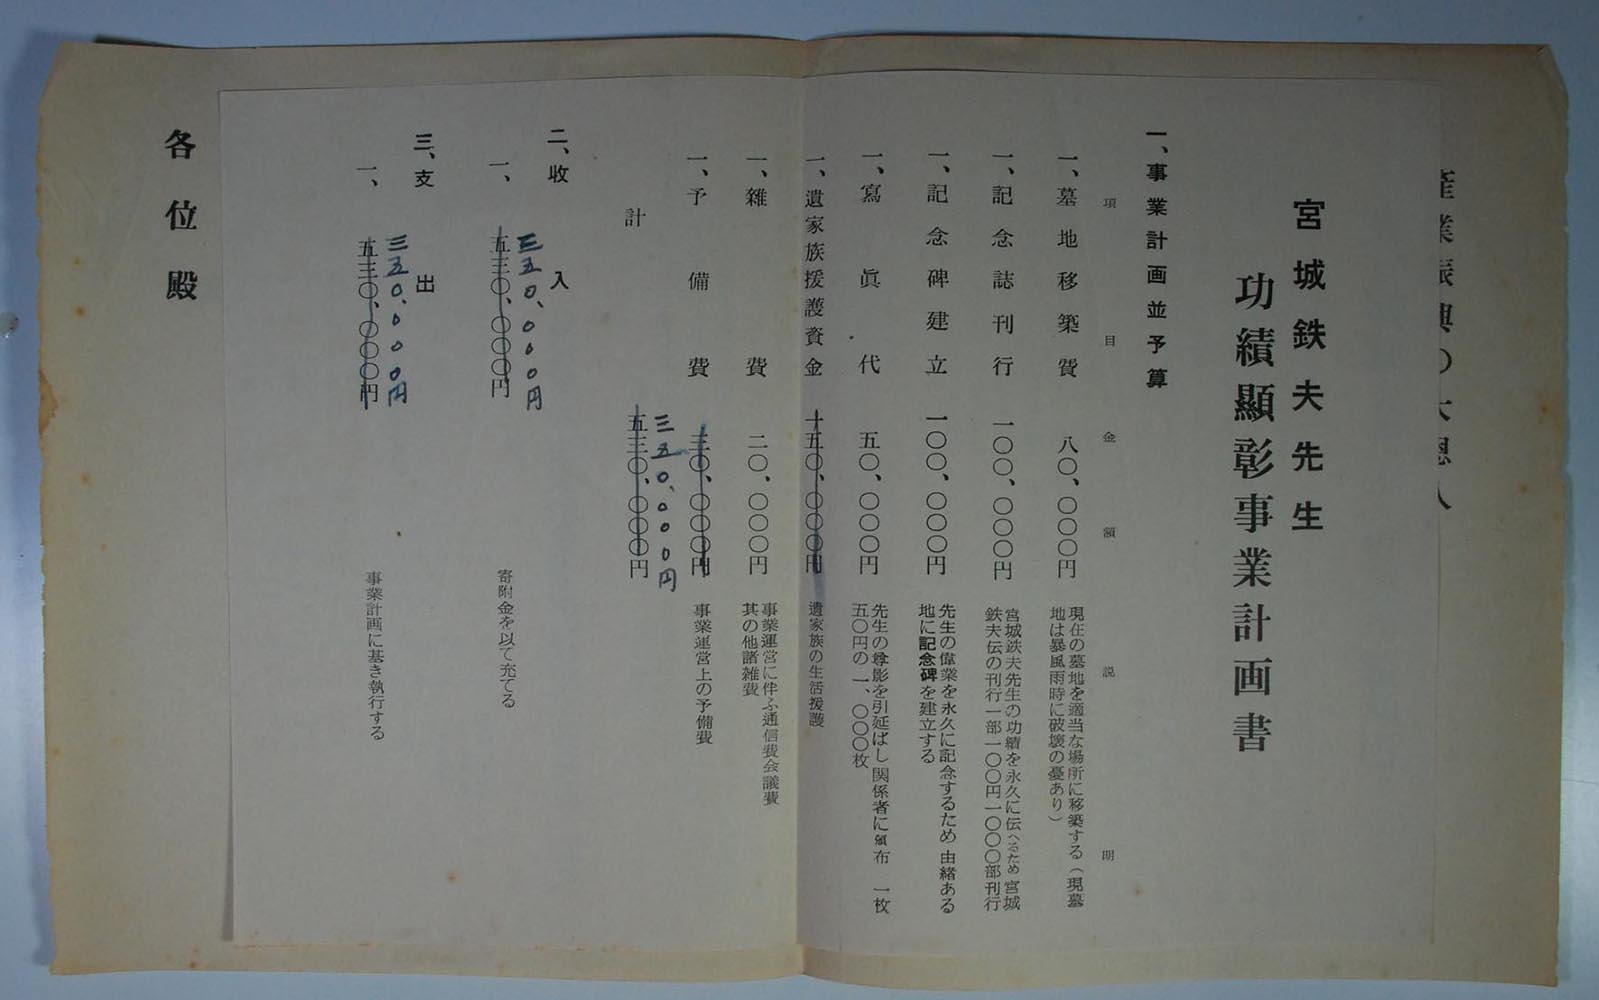 産業振興の大恩人
宮城鉄夫先生
功績顯彰事業計画書
一、事業計画並予算
項目 金額 説明
一、墓地移築費 八〇、〇〇〇円 現在の墓地を適当な場所に移築する(現墓
地は暴風雨時に破壊の憂あり)
一、記念誌刊行 一〇〇、〇〇〇円 宮城鉄夫先生の功績を永久に伝へるため宮城
鉄夫伝の刊行一部一〇〇円一〇〇〇部刊行
一、記念碑建立 一〇〇、〇〇〇円 先生の偉業を永久に記念するため由緒ある
地に記念碑を建立する
一、寫眞代 五〇、〇〇〇円 先生の尊影を引延ばし関係者に頒布 一枚
五〇円の一、〇〇〇枚
一、遺家族援護資金 十五〇、〇〇〇円 遺家族の生活援護
一、雜費 二〇、〇〇〇円 事業運営に伴ふ通信費会議費
其の他諸雑費
一、予備費 三〇、〇〇〇円 事業運営上の予備費
三五〇、〇〇〇円
計 五三〇、〇〇〇円
二、收入
三五〇、〇〇〇円
一、五三〇、〇〇〇円 寄附金を以て充てる
三、支出
三五〇、〇〇〇円
一、五三〇、〇〇〇円 事業計画に基き執行する
各位殿